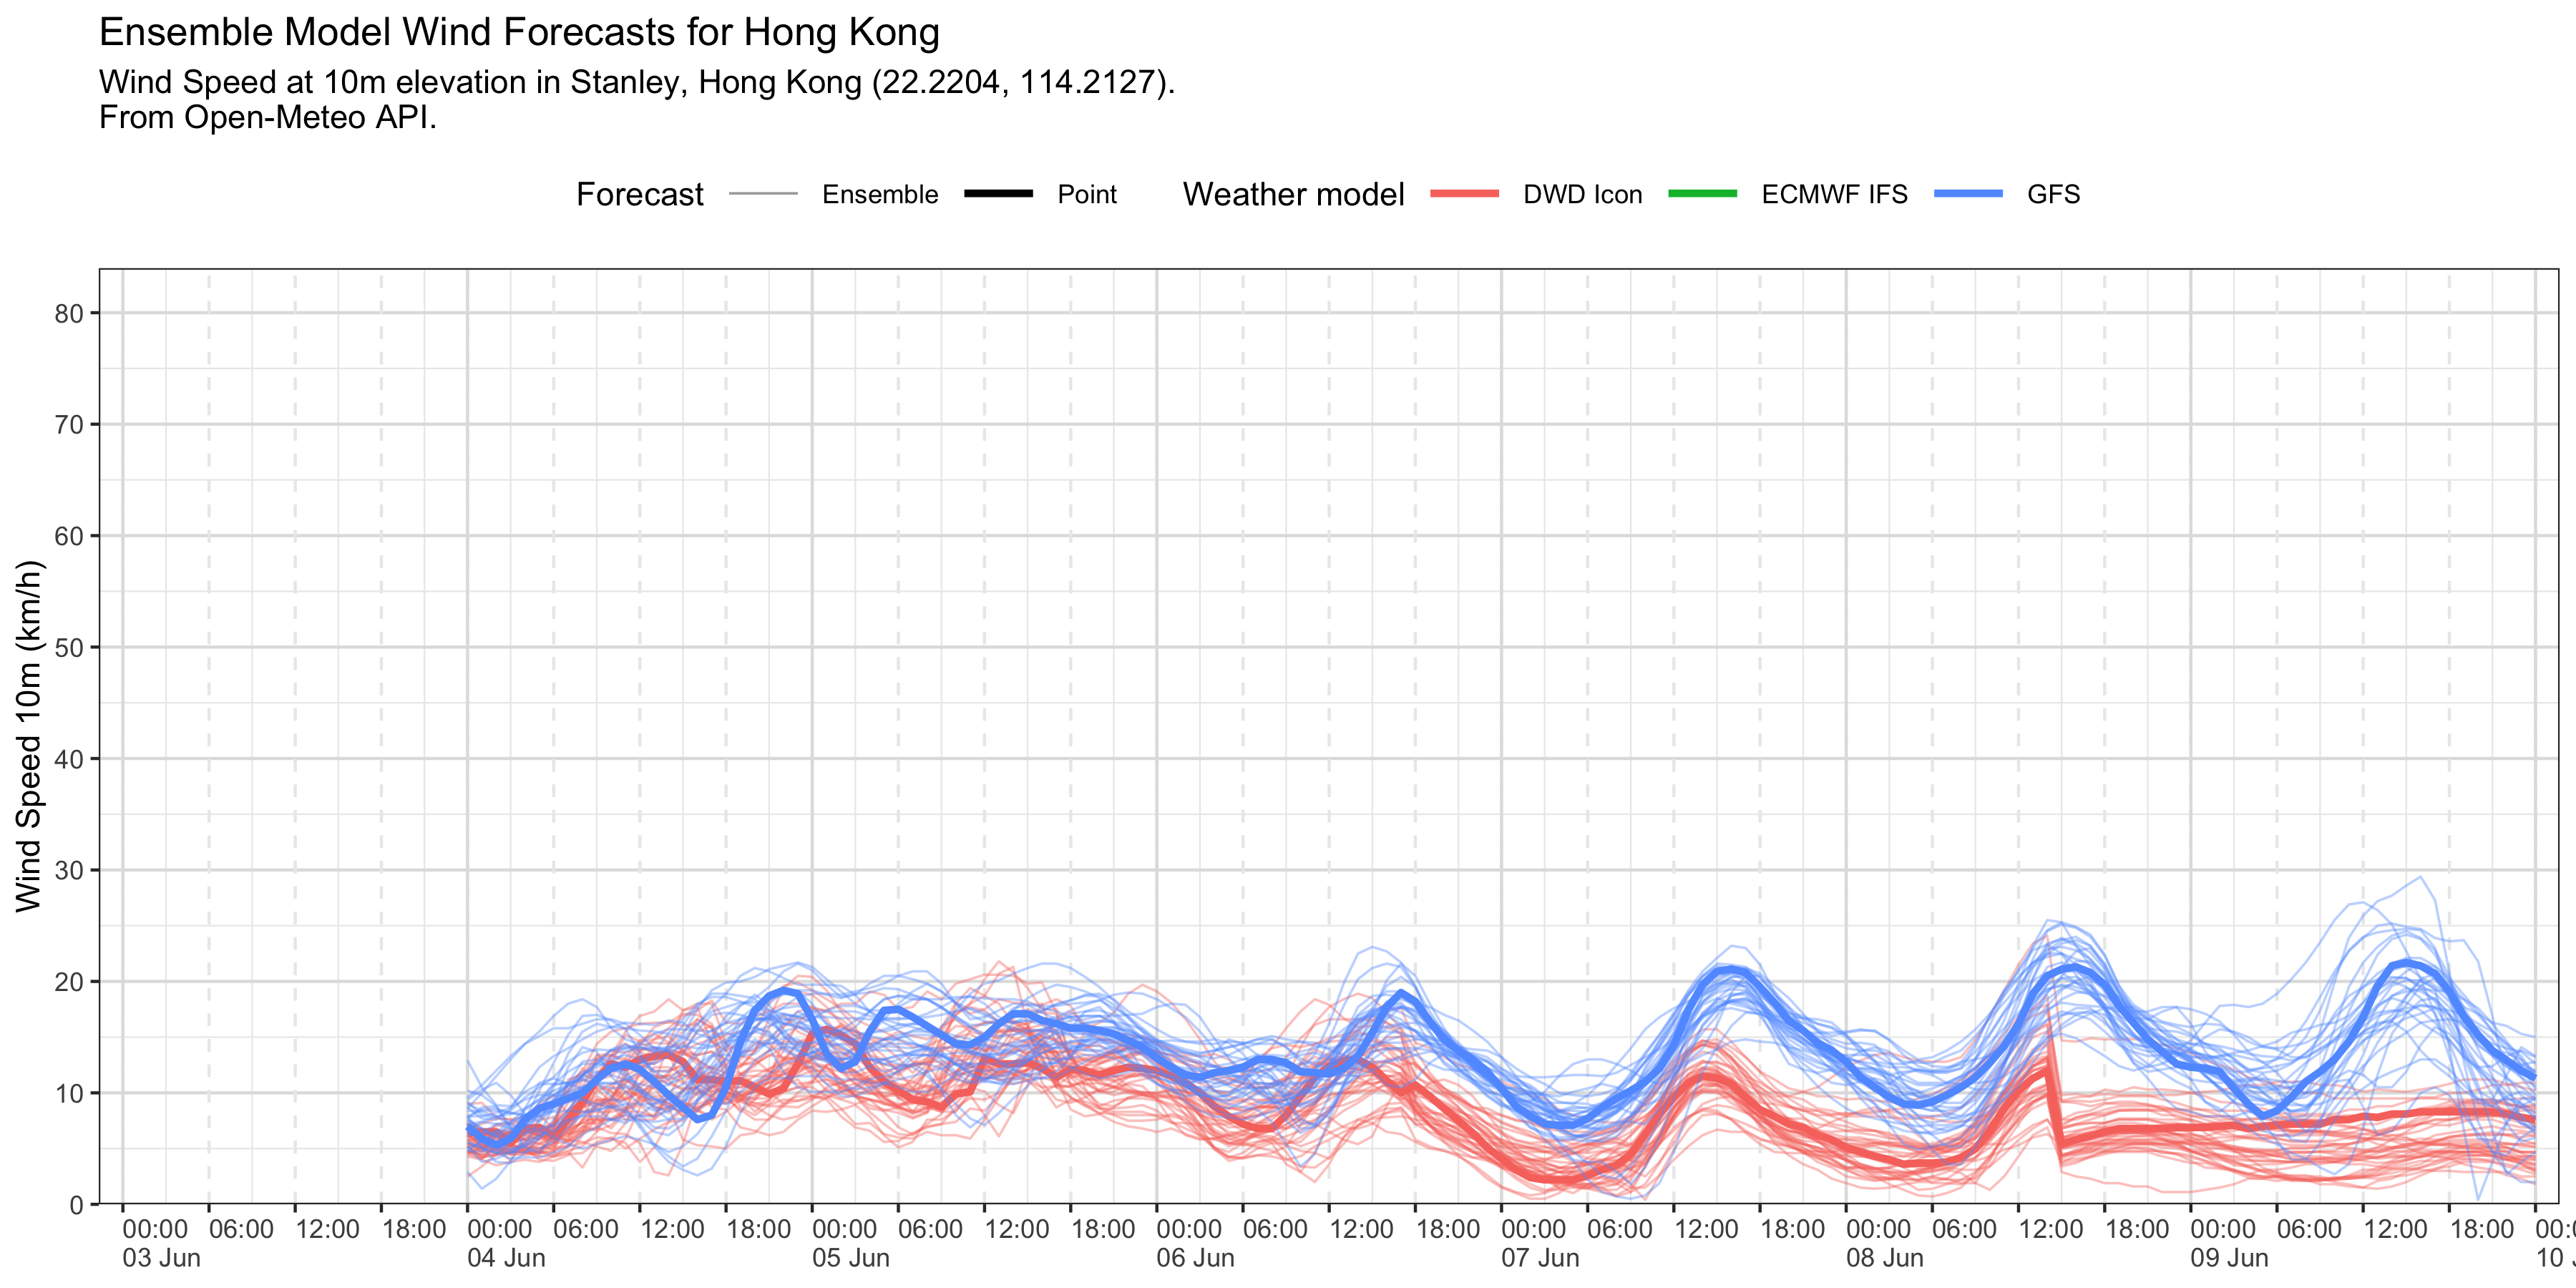 Ensemble Model Wind Forecasts for Hong Kong
Wind Speed at 10m elevation in Stanley, Hong Kong (22.2204, 114.2127).
From Open-Meteo API.
Forecast Ensemble Point Weather model DWD Icon ECMWF IFS GFS
Wind Speed 10m (km/h)
80
70
60
50
40
30
20
10
0
00:00 06:00 12:00 18:00 00:00 06:00 12:00 18:00 00:00 06:00 12:00 18:00 00:00 06:00 12:00 18:00 00:00 06:00 12:00 18:00 00:00 06:00 12:00 18:00 00:00 06:00 12:00 18:00
03 Jun 04 Jun 05 Jun 06 Jun 07 Jun 08 Jun 09 Jun 10